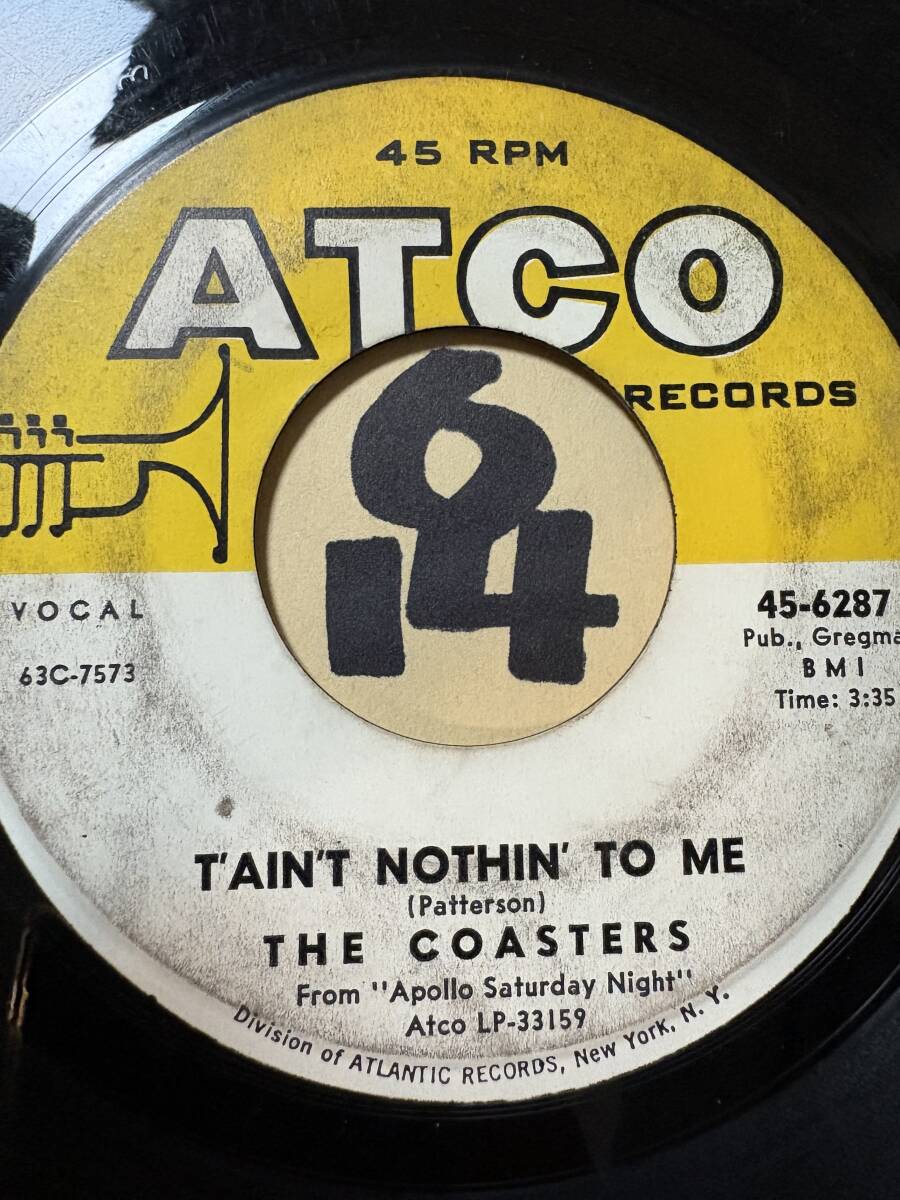 45 RPM
ATCO
RECORDS
6
14
VOCAL
63C-7573
45-6287
Pub., Gregma
BMI
Time: 3:35
T'AIN'T NOTHIN' TO ME
(Patterson)
THE COASTERS
From "Apollo Saturday Night"
Atco LP-33159
Division of ATLANTIC RECORDS, New York, N. Y.